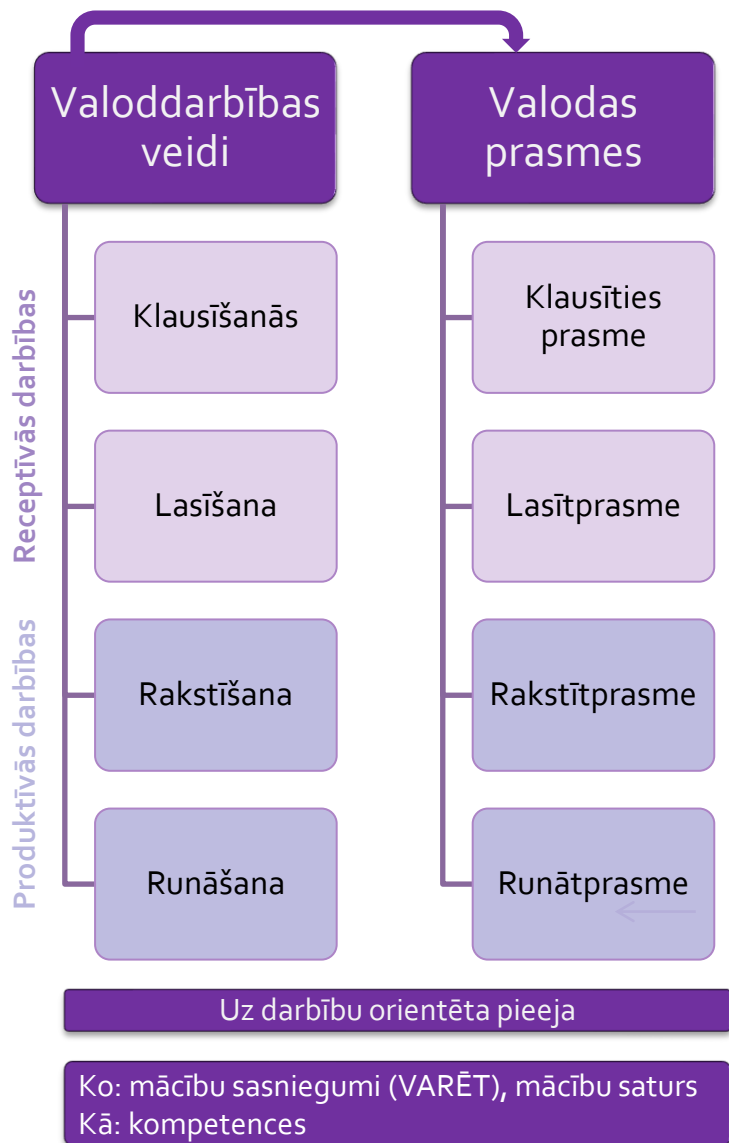 Valoddarbības
veidi
Valodas
prasmes
Receptīvās darbības
Klausīšanās
Klausīties
prasme
Lasīšana
Lasītprasme
Produktīvās darbības
Rakstīšana
Rakstītprasme
Runāšana
Runātprasme
Uz darbību orientēta pieeja
Ko: mācību sasniegumi (VARĒT), mācību saturs
Kā: kompetences